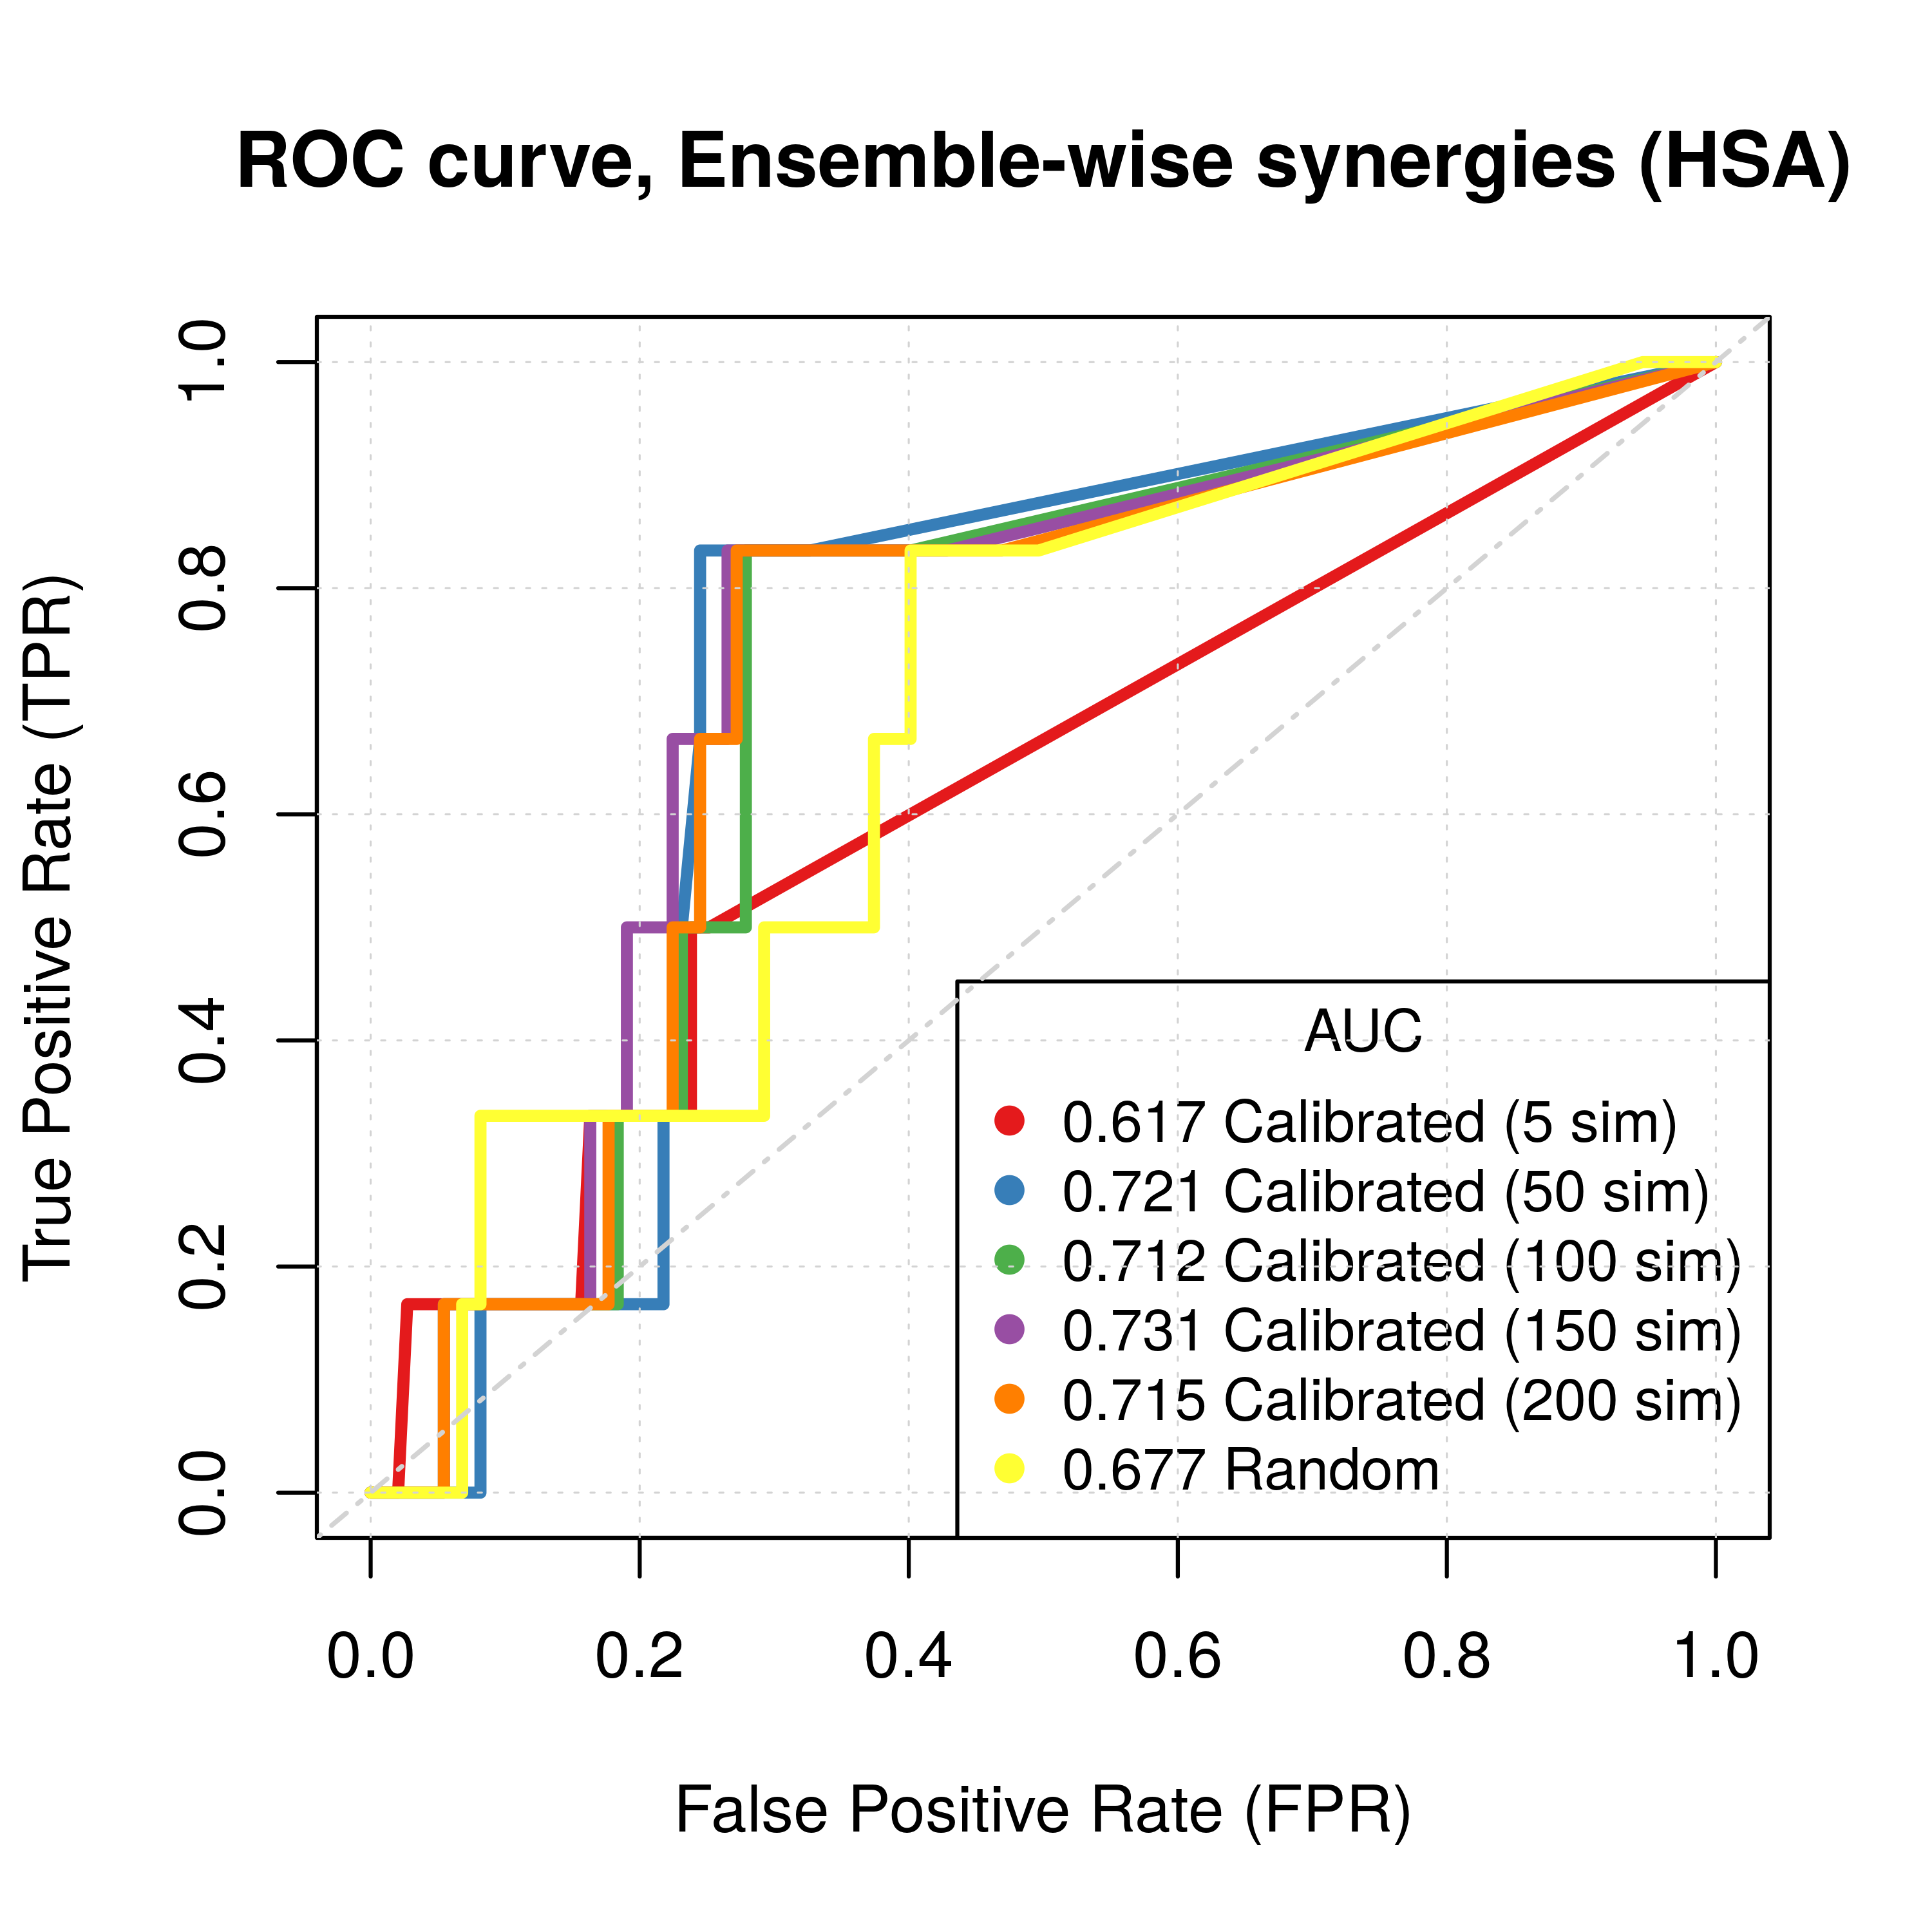 ROC curve, Ensemble-wise synergies (HSA)
True Positive Rate (TPR)
1.0
0.8
0.6
0.4
0.2
0.0
AUC
0.617 Calibrated (5 sim)
0.721 Calibrated (50 sim)
0.712 Calibrated (100 sim)
0.731 Calibrated (150 sim)
0.715 Calibrated (200 sim)
0.677 Random
0.0 0.2 0.4 0.6 0.8 1.0
False Positive Rate (FPR)